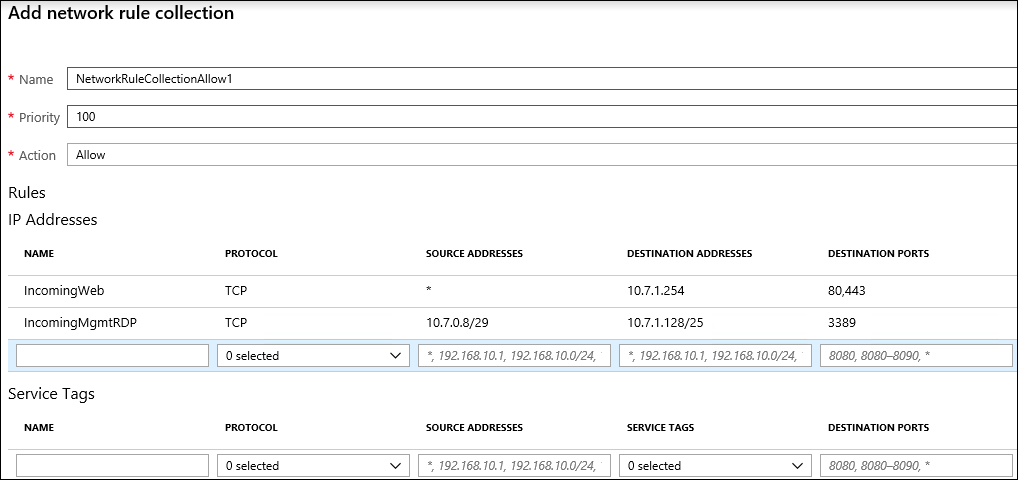 Add network rule collection
* Name NetworkRuleCollectionAllow1
* Priority 100
* Action Allow
Rules
IP Addresses
NAME PROTOCOL SOURCE ADDRESSES DESTINATION ADDRESSES DESTINATION PORTS
IncomingWeb TCP * 10.7.1.254 80,443
IncomingMgmtRDP TCP 10.7.0.8/29 10.7.1.128/25 3389
0 selected *, 192.168.10.1, 192.168.10.0/24, *, 192.168.10.1, 192.168.10.0/24, 8080, 8080–8090, *
Service Tags
NAME PROTOCOL SOURCE ADDRESSES SERVICE TAGS DESTINATION PORTS
0 selected *, 192.168.10.1, 192.168.10.0/24, 0 selected 8080, 8080–8090, *